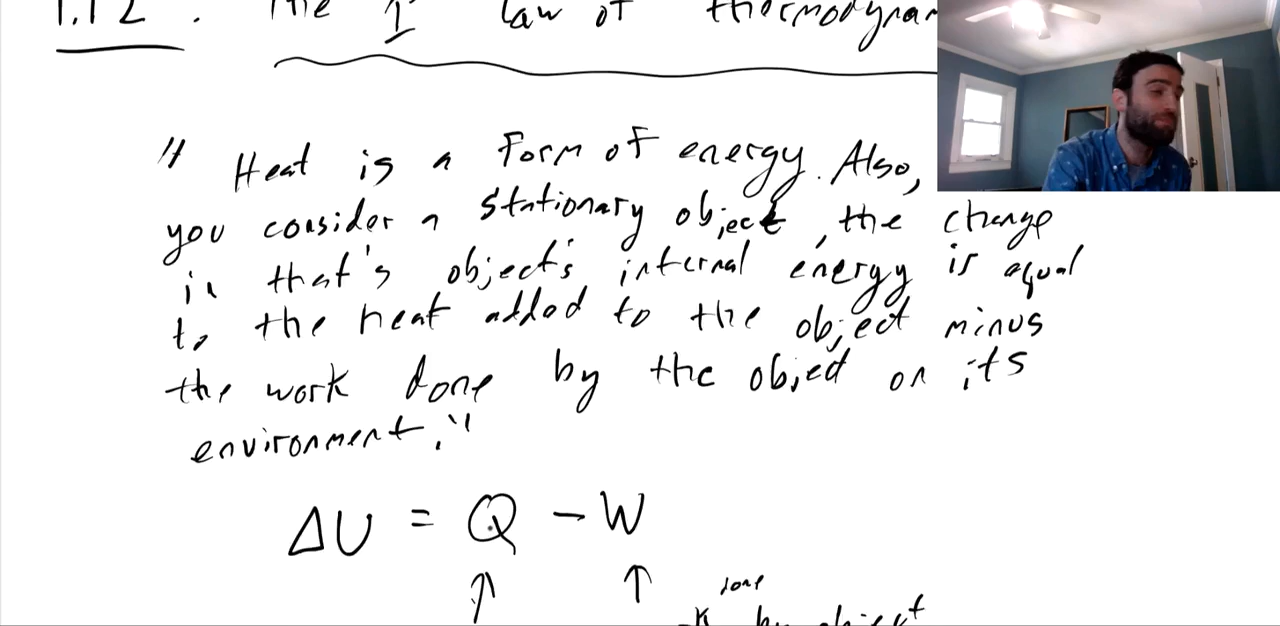 1.12. The I law of thermodynam
" Heat is a form of energy. Also,
you consider a stationary object, the change
in that's object's internal energy is equal
to the heat added to the object minus
the work done by the object on its
environment."
ΔU = Q - W
↑ ↑ done
k by object